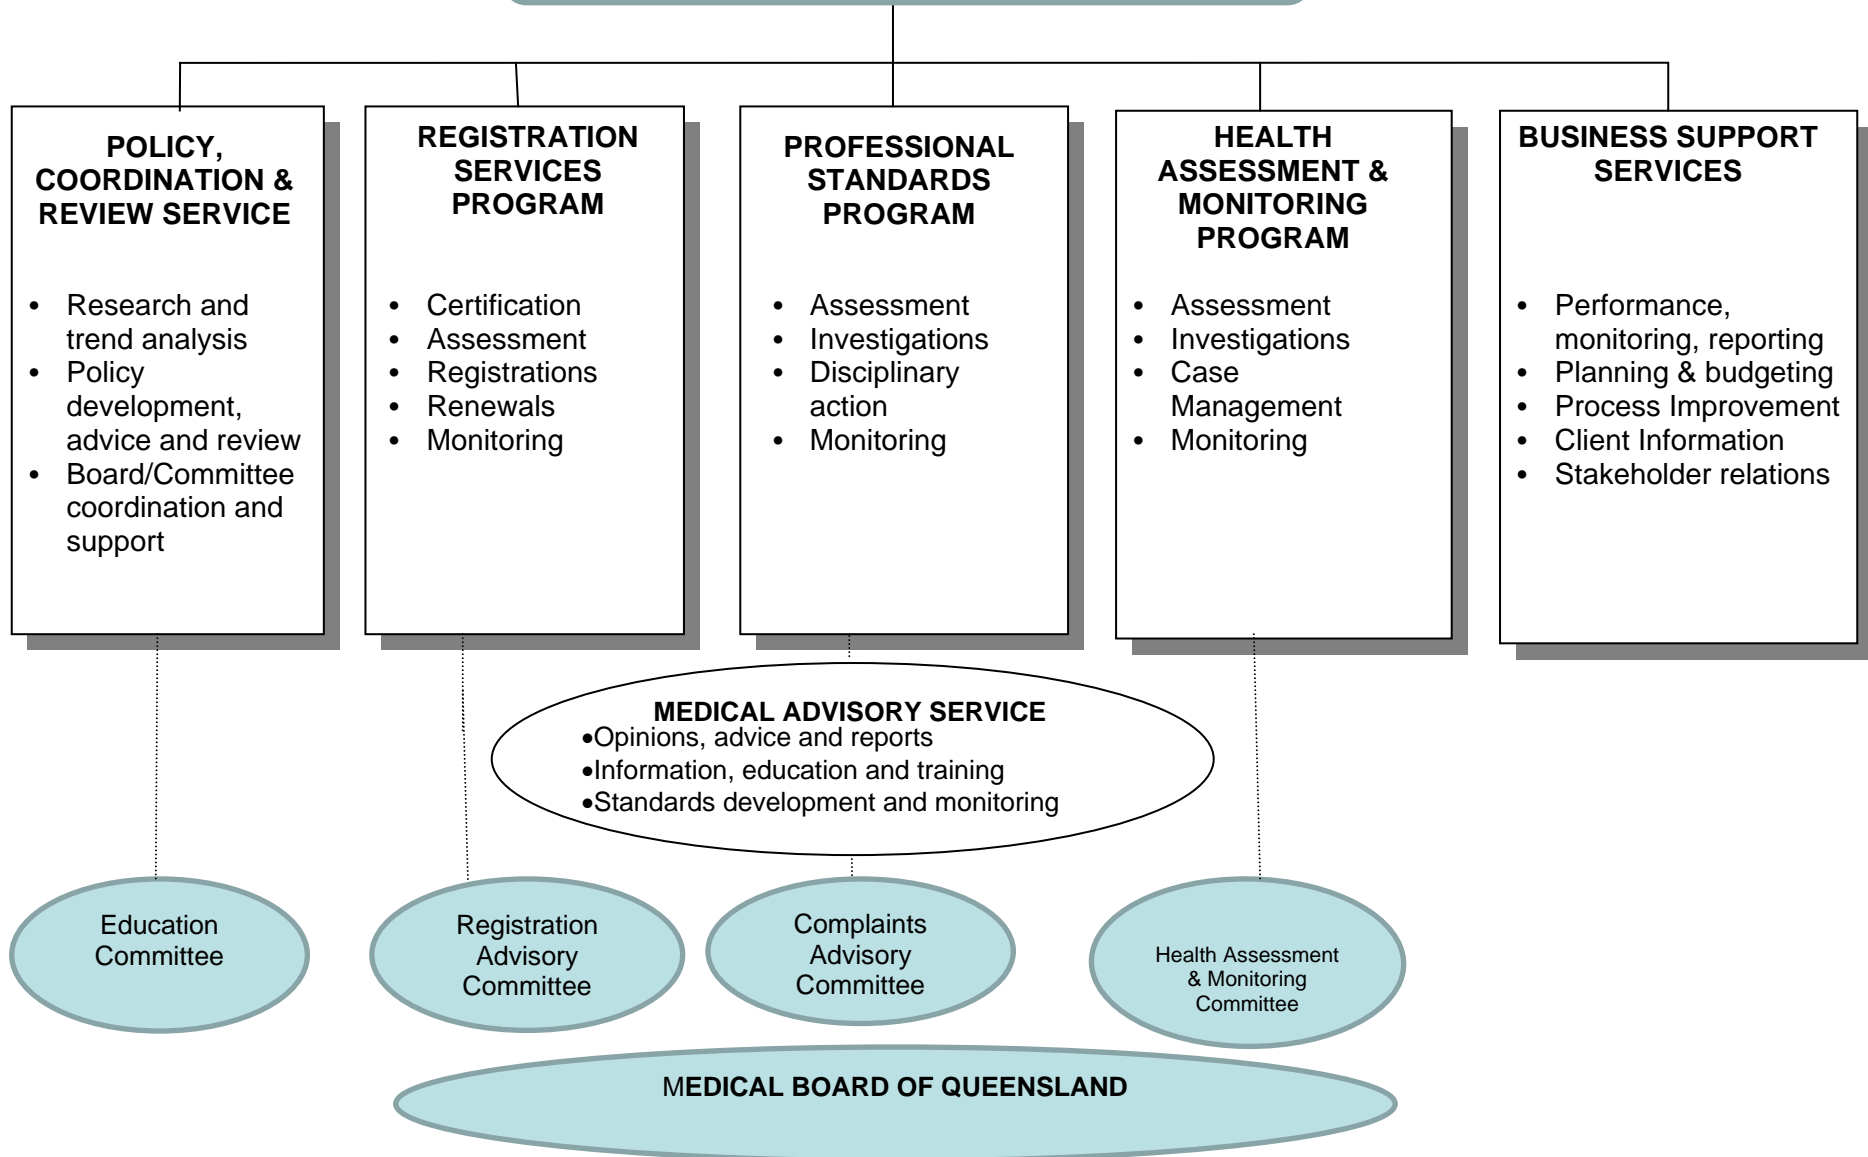 POLICY,
COORDINATION &
REVIEW SERVICE
• Research and
trend analysis
• Policy
development,
advice and review
• Board/Committee
coordination and
support
REGISTRATION
SERVICES
PROGRAM
• Certification
• Assessment
• Registrations
• Renewals
• Monitoring
PROFESSIONAL
STANDARDS
PROGRAM
• Assessment
• Investigations
• Disciplinary
action
• Monitoring
HEALTH
ASSESSMENT &
MONITORING
PROGRAM
• Assessment
• Investigations
• Case
Management
• Monitoring
BUSINESS SUPPORT
SERVICES
• Performance,
monitoring, reporting
• Planning & budgeting
• Process Improvement
• Client Information
• Stakeholder relations
MEDICAL ADVISORY SERVICE
•Opinions, advice and reports
•Information, education and training
•Standards development and monitoring
Education
Committee
Registration
Advisory
Committee
Complaints
Advisory
Committee
Health Assessment
& Monitoring
Committee
MEDICAL BOARD OF QUEENSLAND